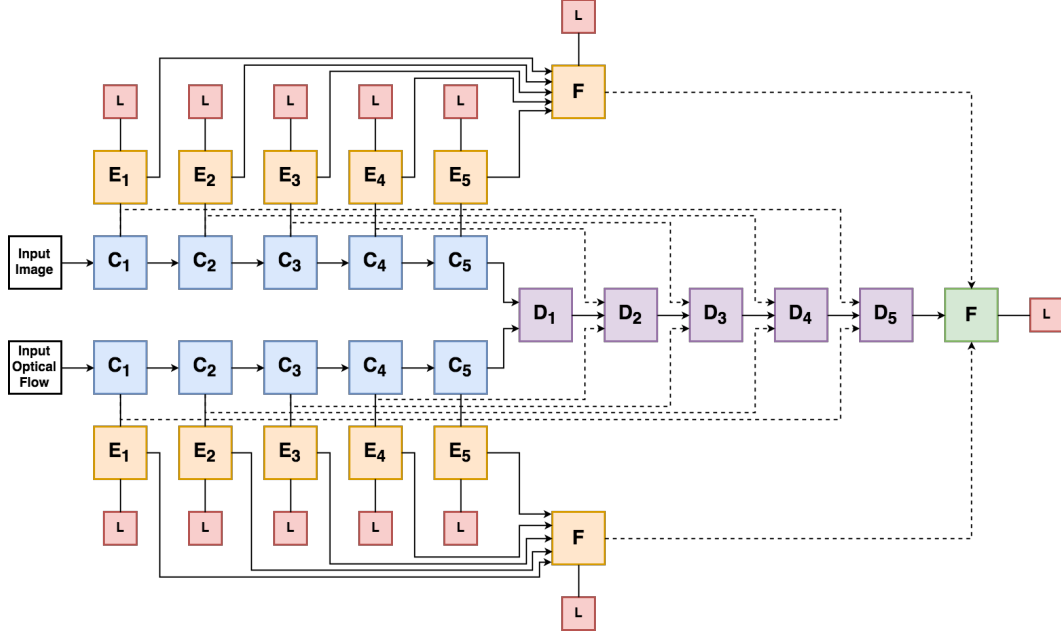 L
F
L L L L L
E₁ E₂ E₃ E₄ E₅
Input
Image
C₁ C₂ C₃ C₄ C₅
D₁ D₂ D₃ D₄ D₅ F L
Input
Optical
Flow
C₁ C₂ C₃ C₄ C₅
E₁ E₂ E₃ E₄ E₅
L L L L L
F
L